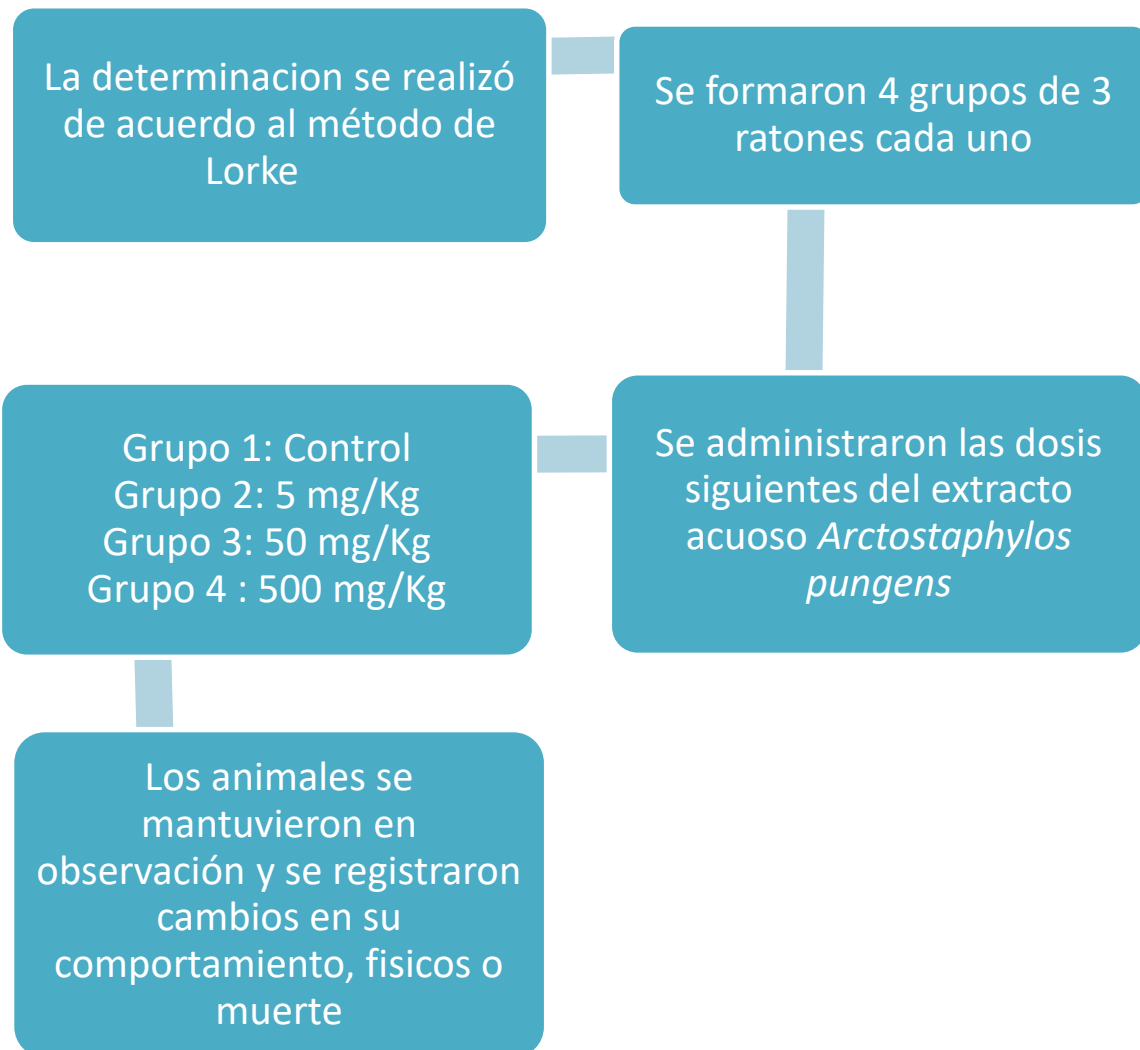 La determinacion se realizó
de acuerdo al método de
Lorke
Se formaron 4 grupos de 3
ratones cada uno
Se administraron las dosis
siguientes del extracto
acuoso Arctostaphylos
pungens
Grupo 1: Control
Grupo 2: 5 mg/Kg
Grupo 3: 50 mg/Kg
Grupo 4 : 500 mg/Kg
Los animales se
mantuvieron en
observación y se registraron
cambios en su
comportamiento, fisicos o
muerte